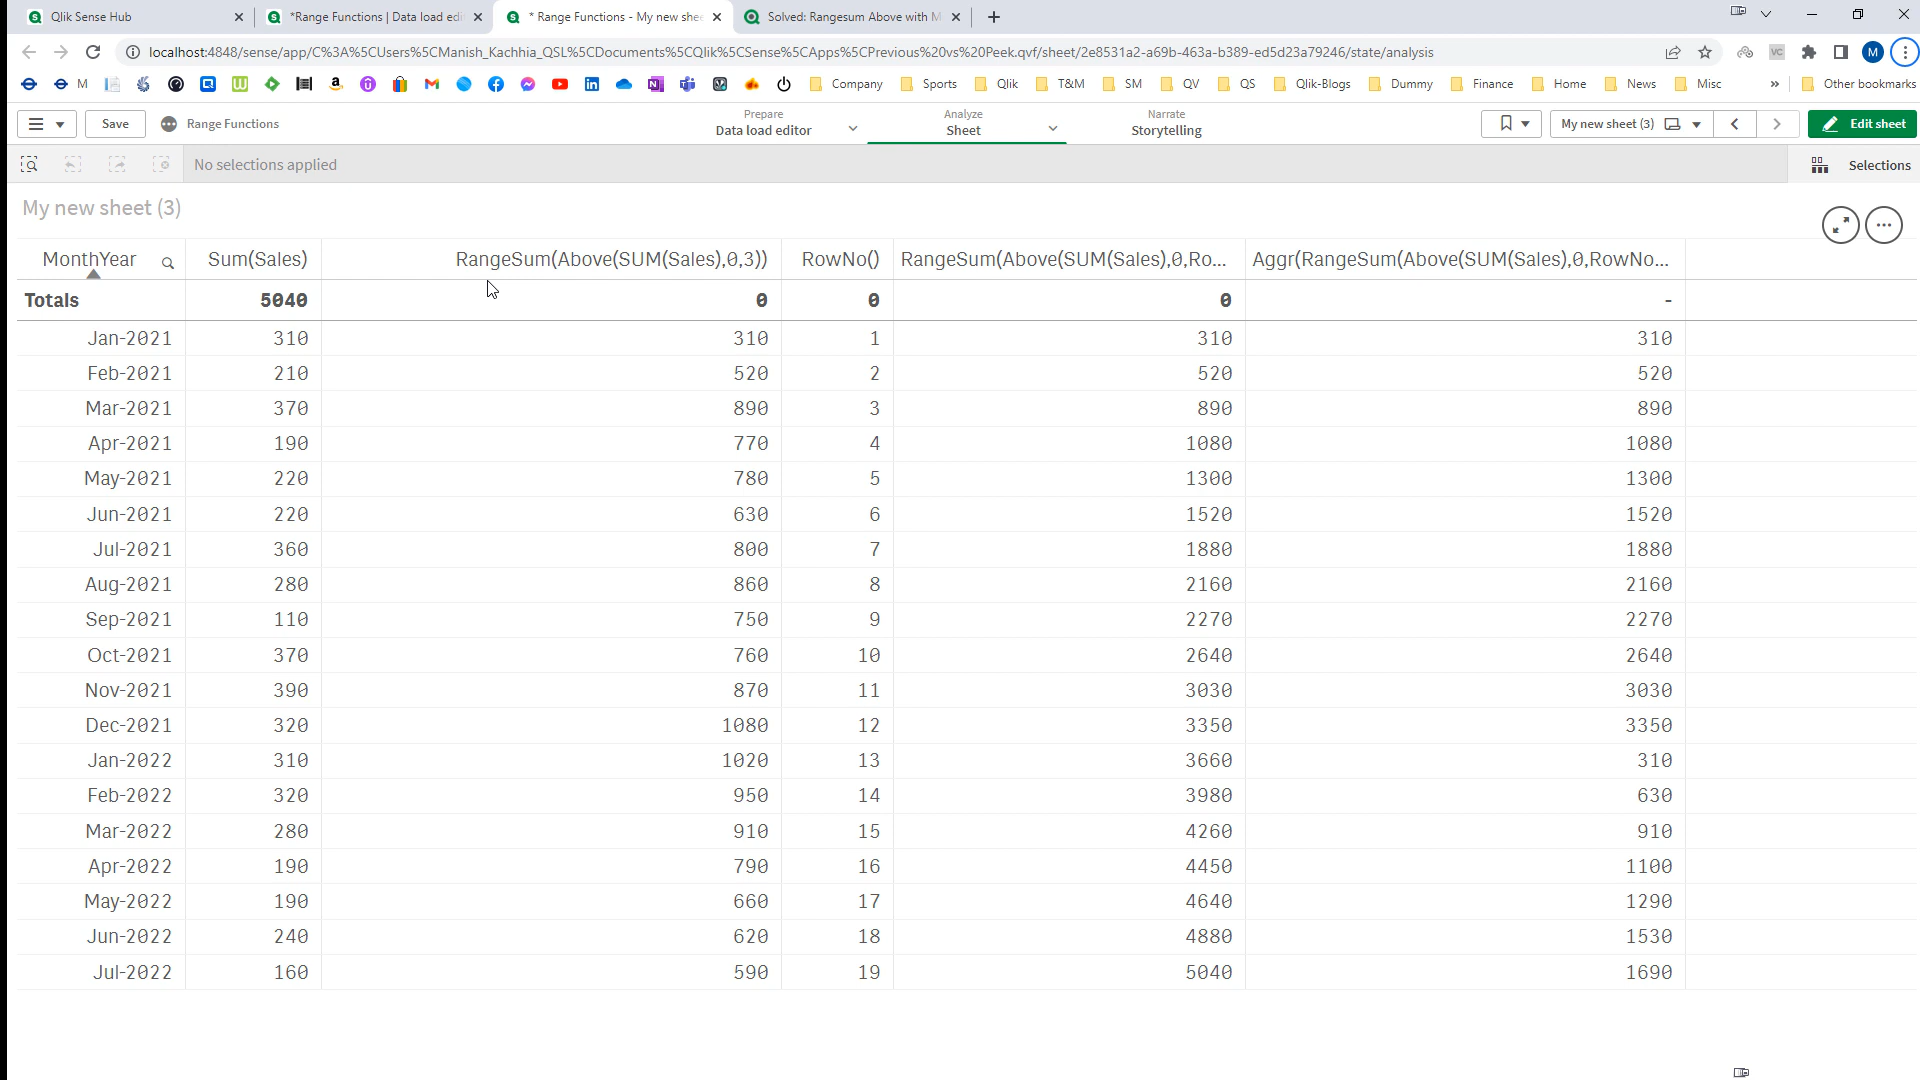 Qlik Sense Hub
*Range Functions | Data load edi
* Range Functions - My new shee
Solved: Rangesum Above with M
localhost:4848/sense/app/C%3A%5CUsers%5CManish_Kachhia_QSL%5CDocuments%5CQlik%5CSense%5CApps%5CPrevious%20vs%20Peek.qvf/sheet/2e8531a2-a69b-463a-b389-ed5d23a79246/state/analysis
M
M Company Sports Qlik T&M SM QV QS Qlik-Blogs Dummy Finance Home News Misc » Other bookmarks
Save
Range Functions
Prepare
Data load editor
Analyze
Sheet
Narrate
Storytelling
My new sheet (3)
Edit sheet
No selections applied
Selections
My new sheet (3)
MonthYear Sum(Sales) RangeSum(Above(SUM(Sales),0,3)) RowNo() RangeSum(Above(SUM(Sales),0,Ro... Aggr(RangeSum(Above(SUM(Sales),0,RowNo...
Totals 5040 0 0 0 -
Jan-2021 310 310 1 310 310
Feb-2021 210 520 2 520 520
Mar-2021 370 890 3 890 890
Apr-2021 190 770 4 1080 1080
May-2021 220 780 5 1300 1300
Jun-2021 220 630 6 1520 1520
Jul-2021 360 800 7 1880 1880
Aug-2021 280 860 8 2160 2160
Sep-2021 110 750 9 2270 2270
Oct-2021 370 760 10 2640 2640
Nov-2021 390 870 11 3030 3030
Dec-2021 320 1080 12 3350 3350
Jan-2022 310 1020 13 3660 310
Feb-2022 320 950 14 3980 630
Mar-2022 280 910 15 4260 910
Apr-2022 190 790 16 4450 1100
May-2022 190 660 17 4640 1290
Jun-2022 240 620 18 4880 1530
Jul-2022 160 590 19 5040 1690